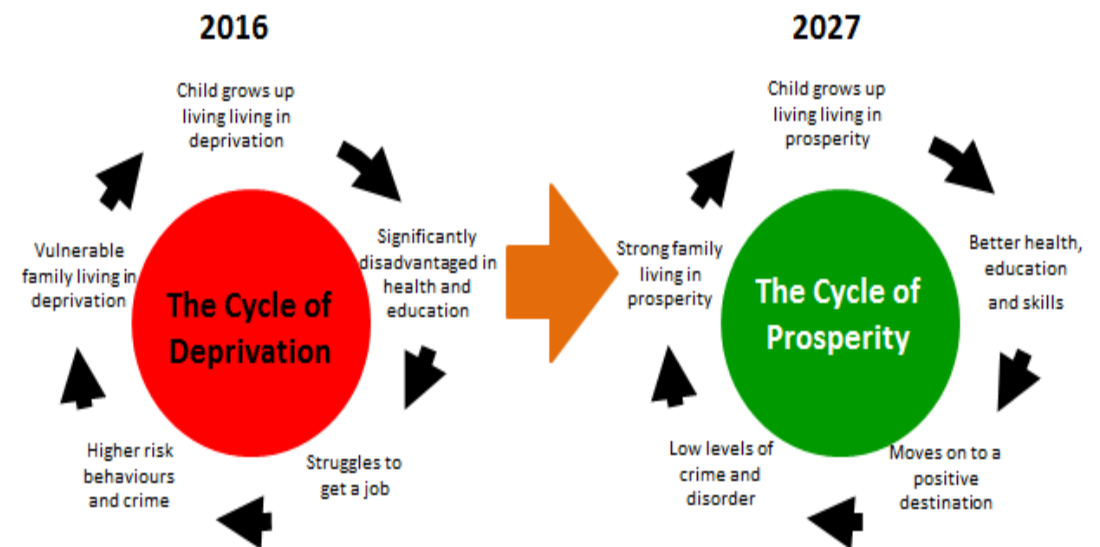 2016
Child grows up
living living in
deprivation
Significantly
disadvantaged in
health and
education
Struggles to
get a job
Higher risk
behaviours
and crime
Vulnerable
family living in
deprivation
The Cycle of
Deprivation
2027
Child grows up
living living in
prosperity
Better health,
education
and skills
Moves on to a
positive
destination
Low levels of
crime and
disorder
Strong family
living in
prosperity
The Cycle of
Prosperity